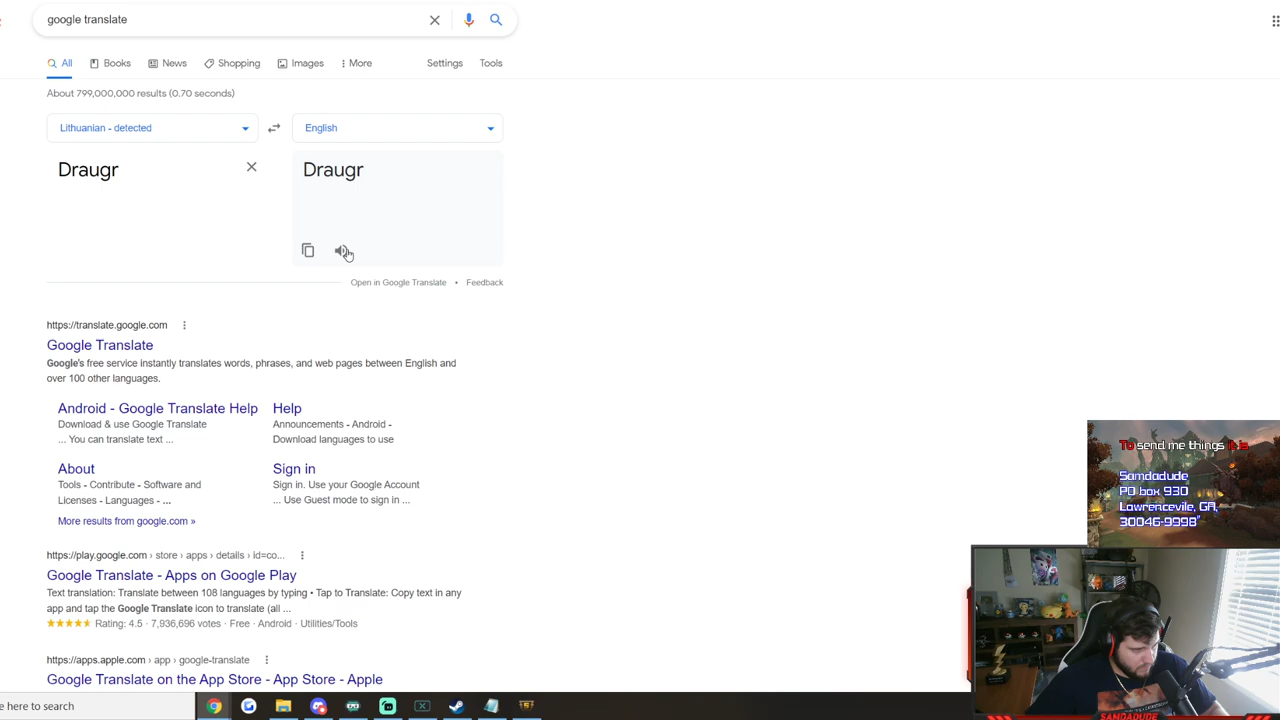 google translate
All
Books
News
Shopping
Images
More
Settings
Tools
About 799,000,000 results (0.70 seconds)
Lithuanian - detected
English
Draugr
Draugr
Open in Google Translate • Feedback
https://translate.google.com
Google Translate
Google's free service instantly translates words, phrases, and web pages between English and
over 100 other languages.
Android - Google Translate Help
Download & use Google Translate
... You can translate text ...
Help
Announcements - Android -
Download languages to use
About
Tools - Contribute - Software and
Licenses - Languages - ...
Sign in
Sign in. Use your Google Account
... Use Guest mode to sign in ...
More results from google.com »
https://play.google.com › store › apps › details › id=co...
Google Translate - Apps on Google Play
Text translation: Translate between 108 languages by typing • Tap to Translate: Copy text in any
app and tap the Google Translate icon to translate (all ...
Rating: 4.5 · 7,936,696 votes · Free · Android · Utilities/Tools
https://apps.apple.com › app › google-translate
Google Translate on the App Store - App Store - Apple
To send me things it is
Samdadude
PO box 930
Lawrencevile, GA,
30046-9998"
SAMDADUDE
e here to search